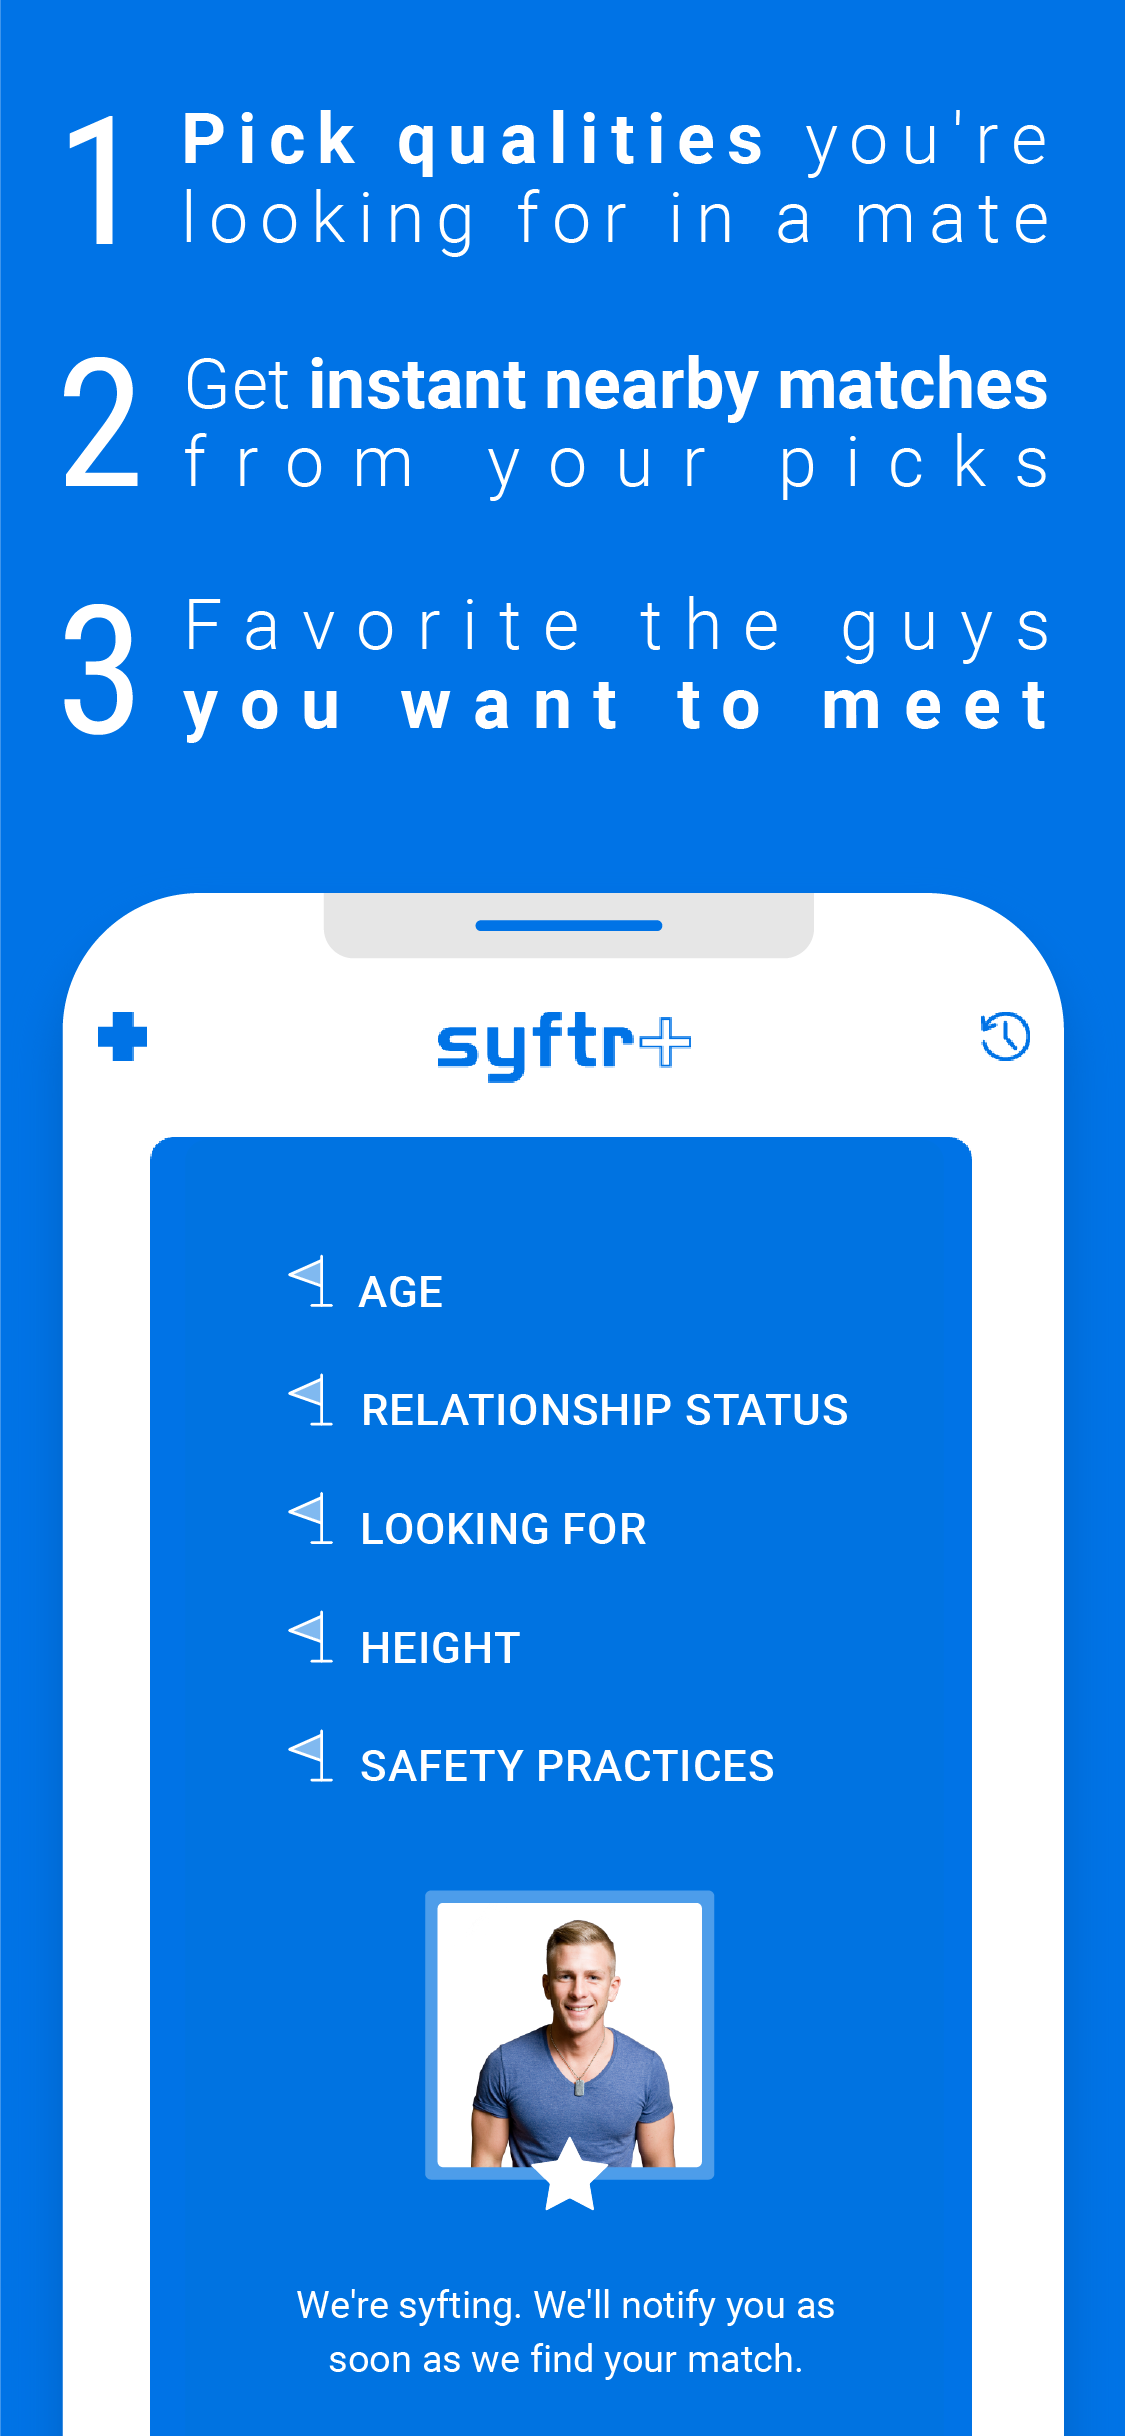 1 Pick qualities you're
looking for in a mate
2 Get instant nearby matches
from your picks
3 Favorite the guys
you want to meet
syftr+
AGE
RELATIONSHIP STATUS
LOOKING FOR
HEIGHT
SAFETY PRACTICES
We're syfting. We'll notify you as
soon as we find your match.